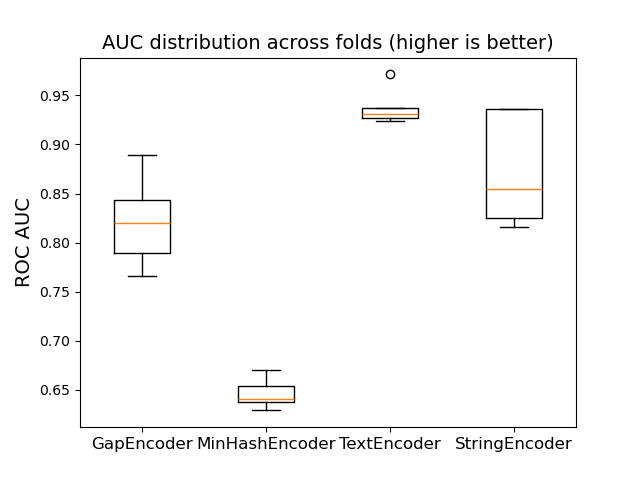 AUC distribution across folds (higher is better)
ROC AUC
0.95
0.90
0.85
0.80
0.75
0.70
0.65
GapEncoder MinHashEncoder TextEncoder StringEncoder